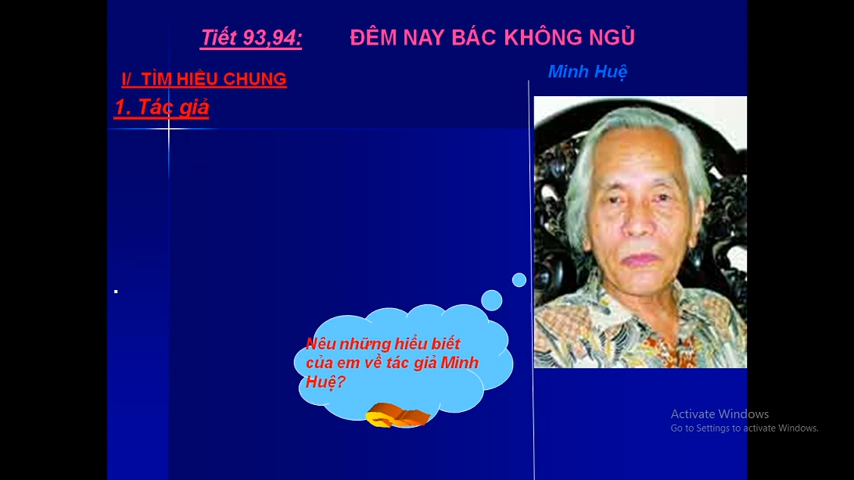 Tiết 93,94: ĐÊM NAY BÁC KHÔNG NGỦ
Minh Huệ
I/ TÌM HIỂU CHUNG
1. Tác giả
Nêu những hiểu biết
của em về tác giả Minh
Huệ?
Activate Windows
Go to Settings to activate Windows.